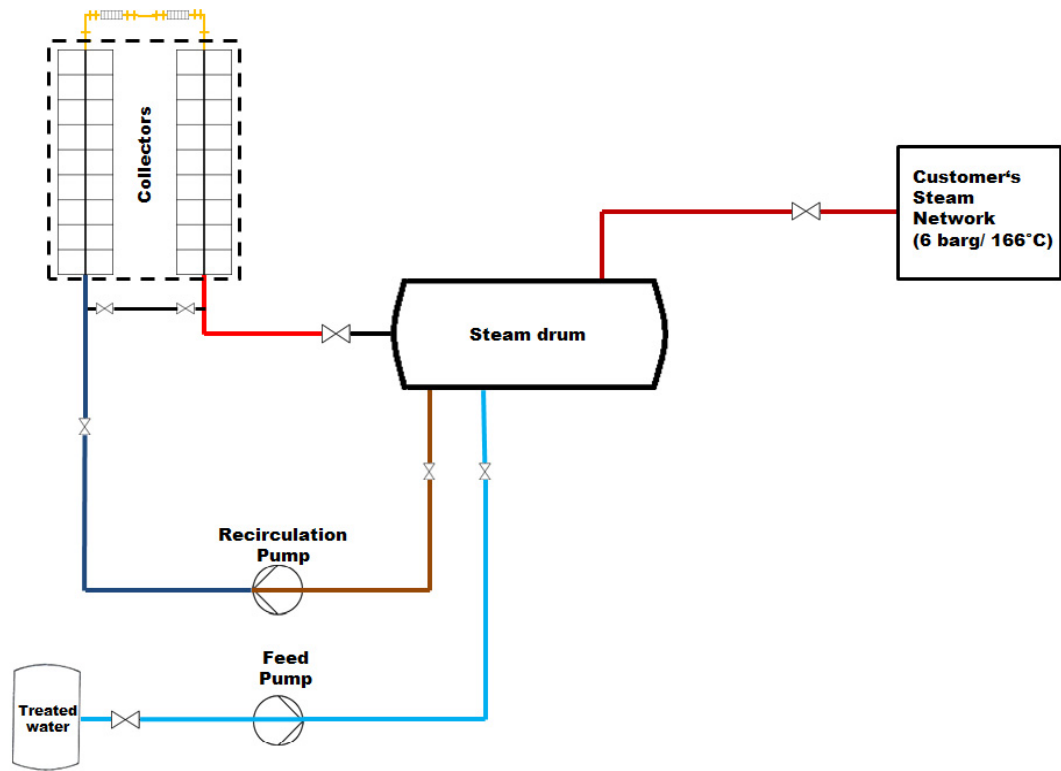 Collectors
Customer‘s
Steam
Network
(6 barg/ 166°C)
Steam drum
Recirculation
Pump
Feed
Pump
Treated
water